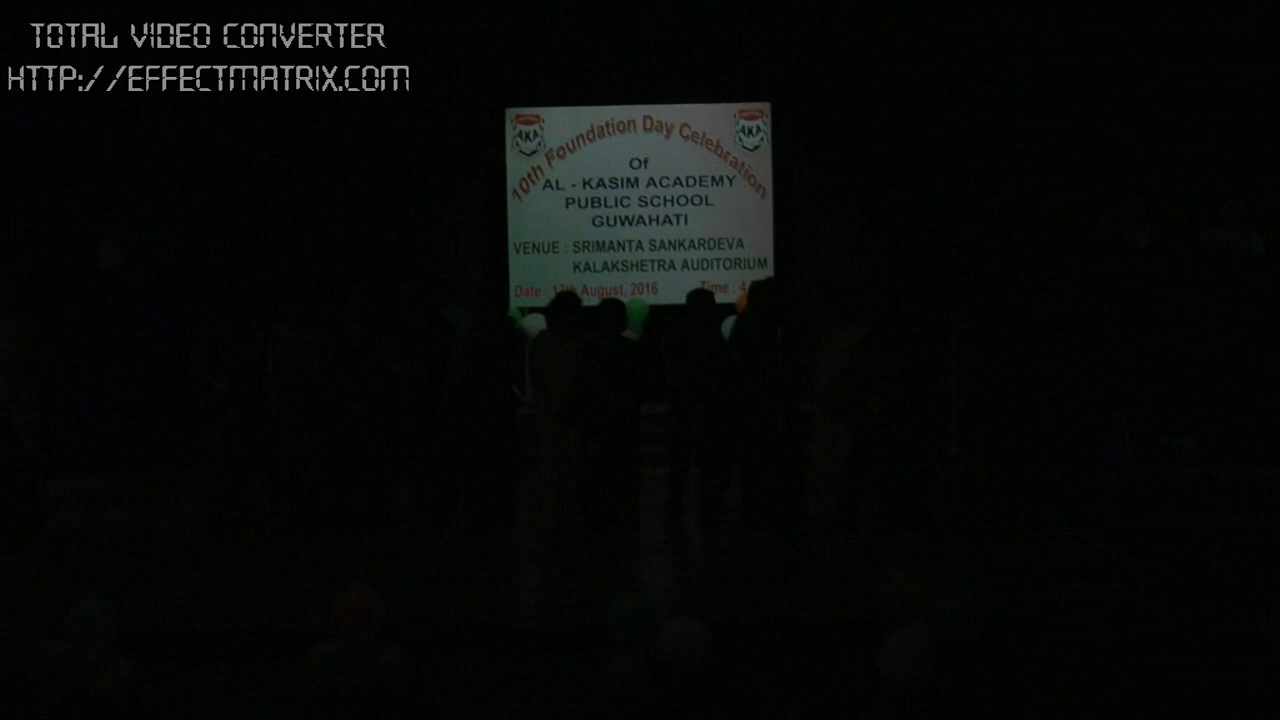 TOTAL VIDEO CONVERTER
HTTP://EFFECTMATRIX.COM
AKA AKA
10th Foundation Day Celebration
Of
AL - KASIM ACADEMY
PUBLIC SCHOOL
GUWAHATI
VENUE : SRIMANTA SANKARDEVA
KALAKSHETRA AUDITORIUM
Date : August, 2016 Time : 4